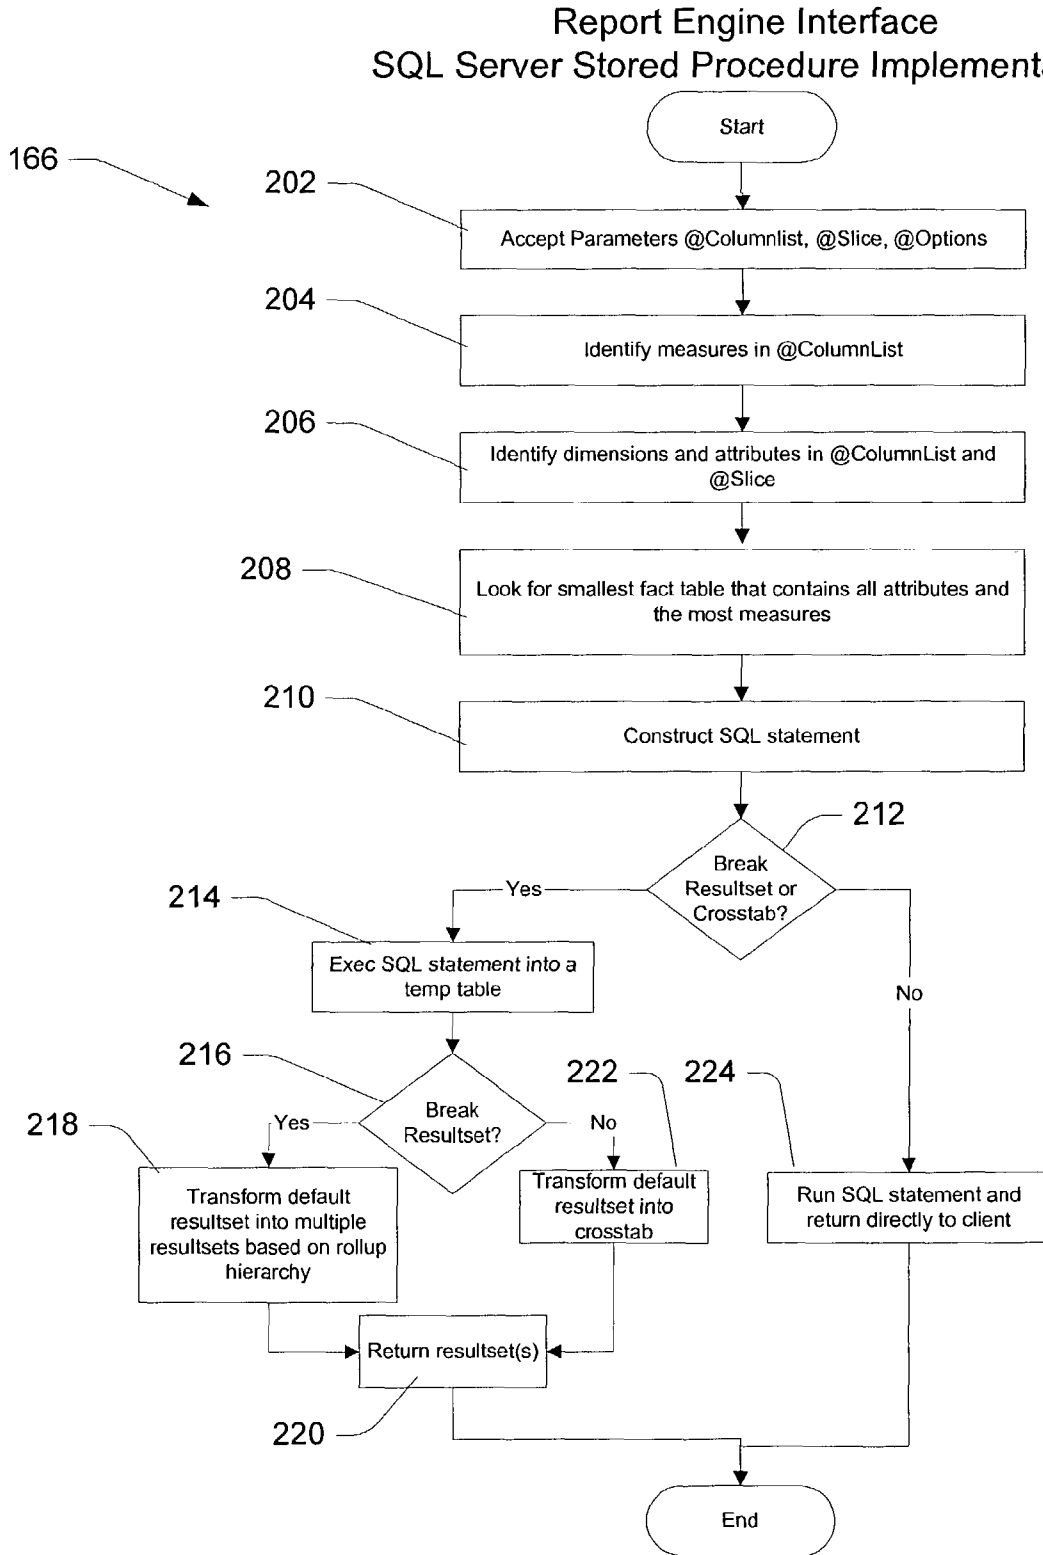 Report Engine Interface
SQL Server Stored Procedure Implementa
Start
166
202
Accept Parameters @Columnlist, @Slice, @Options
204
Identify measures in @ColumnList
206
Identify dimensions and attributes in @ColumnList and
@Slice
208
Look for smallest fact table that contains all attributes and
the most measures
210
Construct SQL statement
212
Break
Resultset or
Crosstab?
Yes
No
214
Exec SQL statement into a
temp table
216
Break
Resultset?
Yes
No
218
Transform default
resultset into multiple
resultsets based on rollup
hierarchy
222
Transform default
resultset into
crosstab
224
Run SQL statement and
return directly to client
Return resultset(s)
220
End